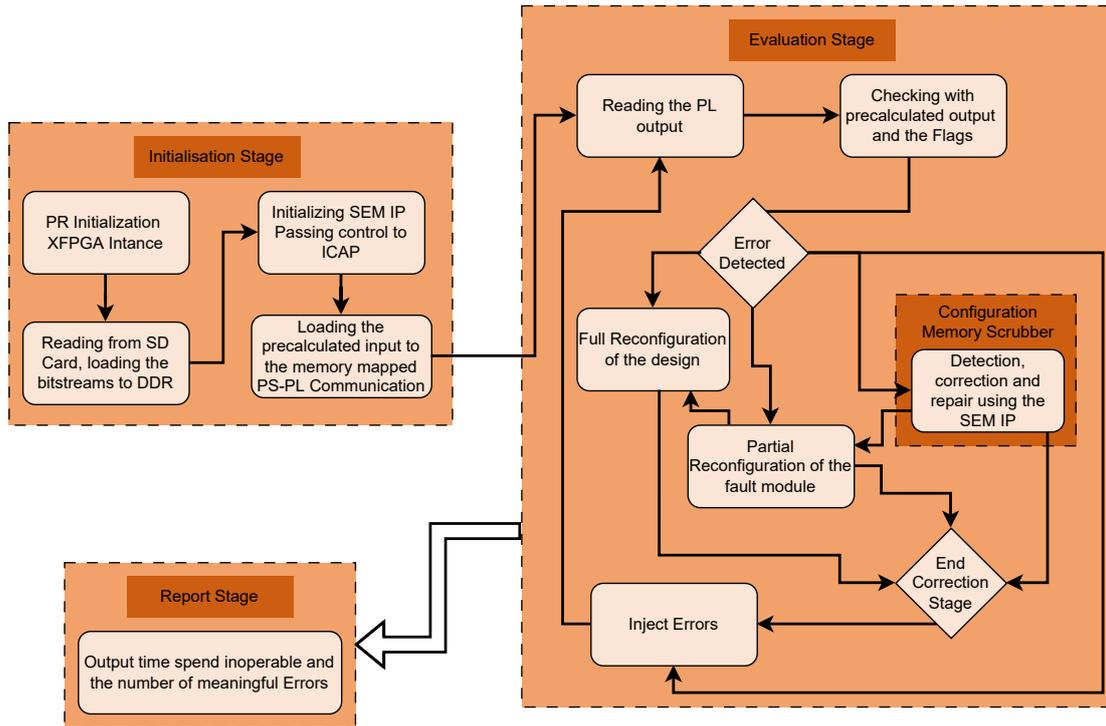 Initialisation Stage
PR Initialization
XFPGA Intance
Reading from SD
Card, loading the
bitstreams to DDR
Initializing SEM IP
Passing control to
ICAP
Loading the
precalculated input to
the memory mapped
PS-PL Communication
Evaluation Stage
Reading the PL
output
Checking with
precalculated output
and the Flags
Error
Detected
Full Reconfiguration
of the design
Configuration
Memory Scrubber
Detection,
correction and
repair using the
SEM IP
Partial
Reconfiguration of the
fault module
End
Correction
Stage
Inject Errors
Report Stage
Output time spend inoperable and
the number of meaningful Errors